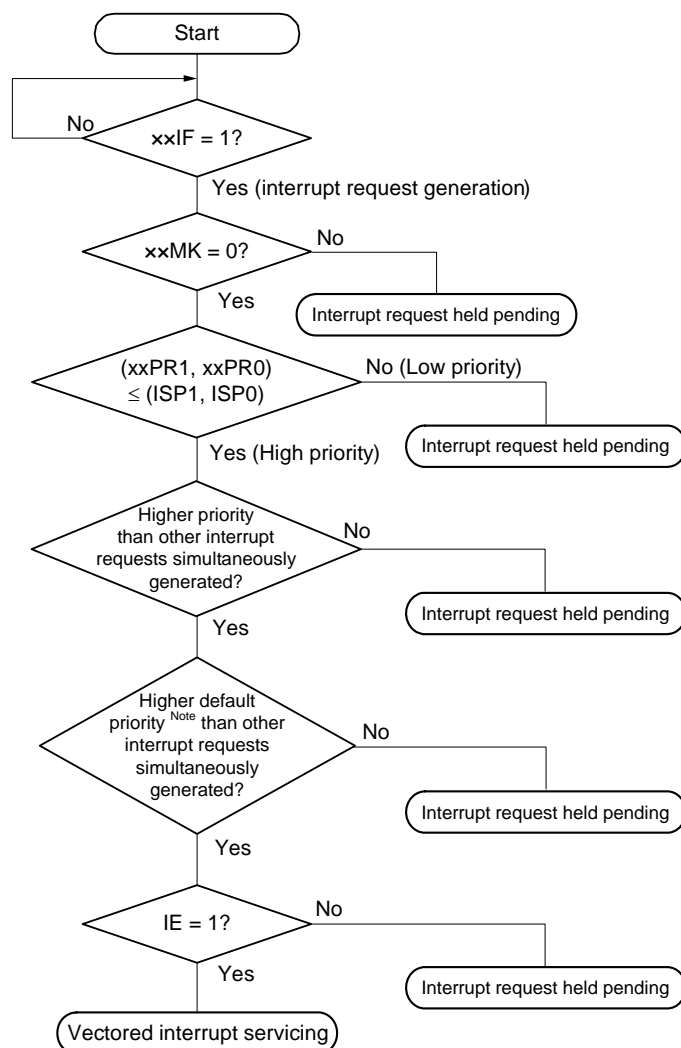 Start
No
××IF = 1?
Yes (interrupt request generation)
××MK = 0?
No
Yes
Interrupt request held pending
(xxPR1, xxPR0)
≤ (ISP1, ISP0)
No (Low priority)
Interrupt request held pending
Yes (High priority)
Higher priority
than other interrupt
requests simultaneously
generated?
No
Interrupt request held pending
Yes
Higher default
priority Note than other
interrupt requests
simultaneously
generated?
No
Interrupt request held pending
Yes
IE = 1?
No
Interrupt request held pending
Yes
Vectored interrupt servicing